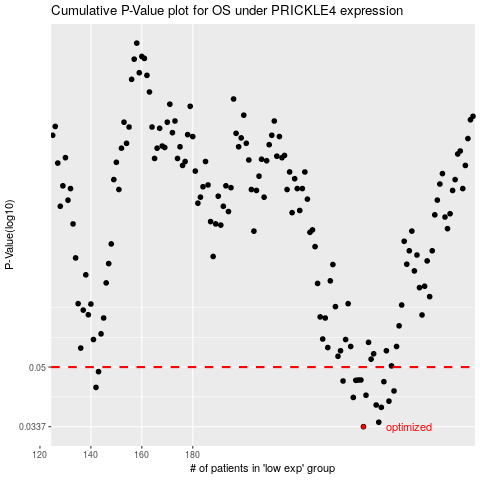 Cumulative P-Value plot for OS under PRICKLE4 expression
P-Value(log10)
0.05
0.0337
optimized
120 140 160 180
# of patients in 'low exp' group